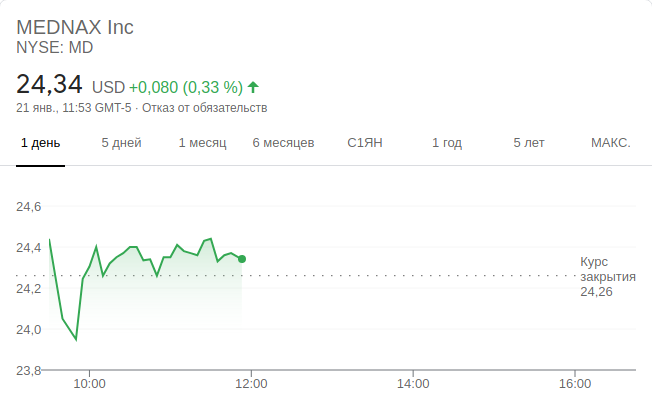 MEDNAX Inc
NYSE: MD
24,34 USD +0,080 (0,33 %)
21 янв., 11:53 GMT-5 · Отказ от обязательств
1 день 5 дней 1 месяц 6 месяцев С1ЯН 1 год 5 лет МАКС.
24,6
24,4
Курс
закрытия
24,26
24,2
24,0
23,8
10:00 12:00 14:00 16:00